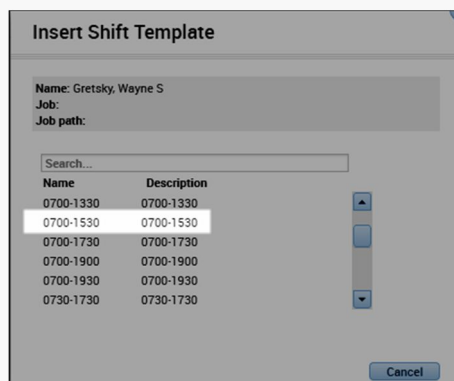 Insert Shift Template
Name: Gretsky, Wayne S
Job:
Job path:
Search...
Name Description
0700-1330 0700-1330
0700-1530 0700-1530
0700-1730 0700-1730
0700-1900 0700-1900
0700-1930 0700-1930
0730-1730 0730-1730
Cancel